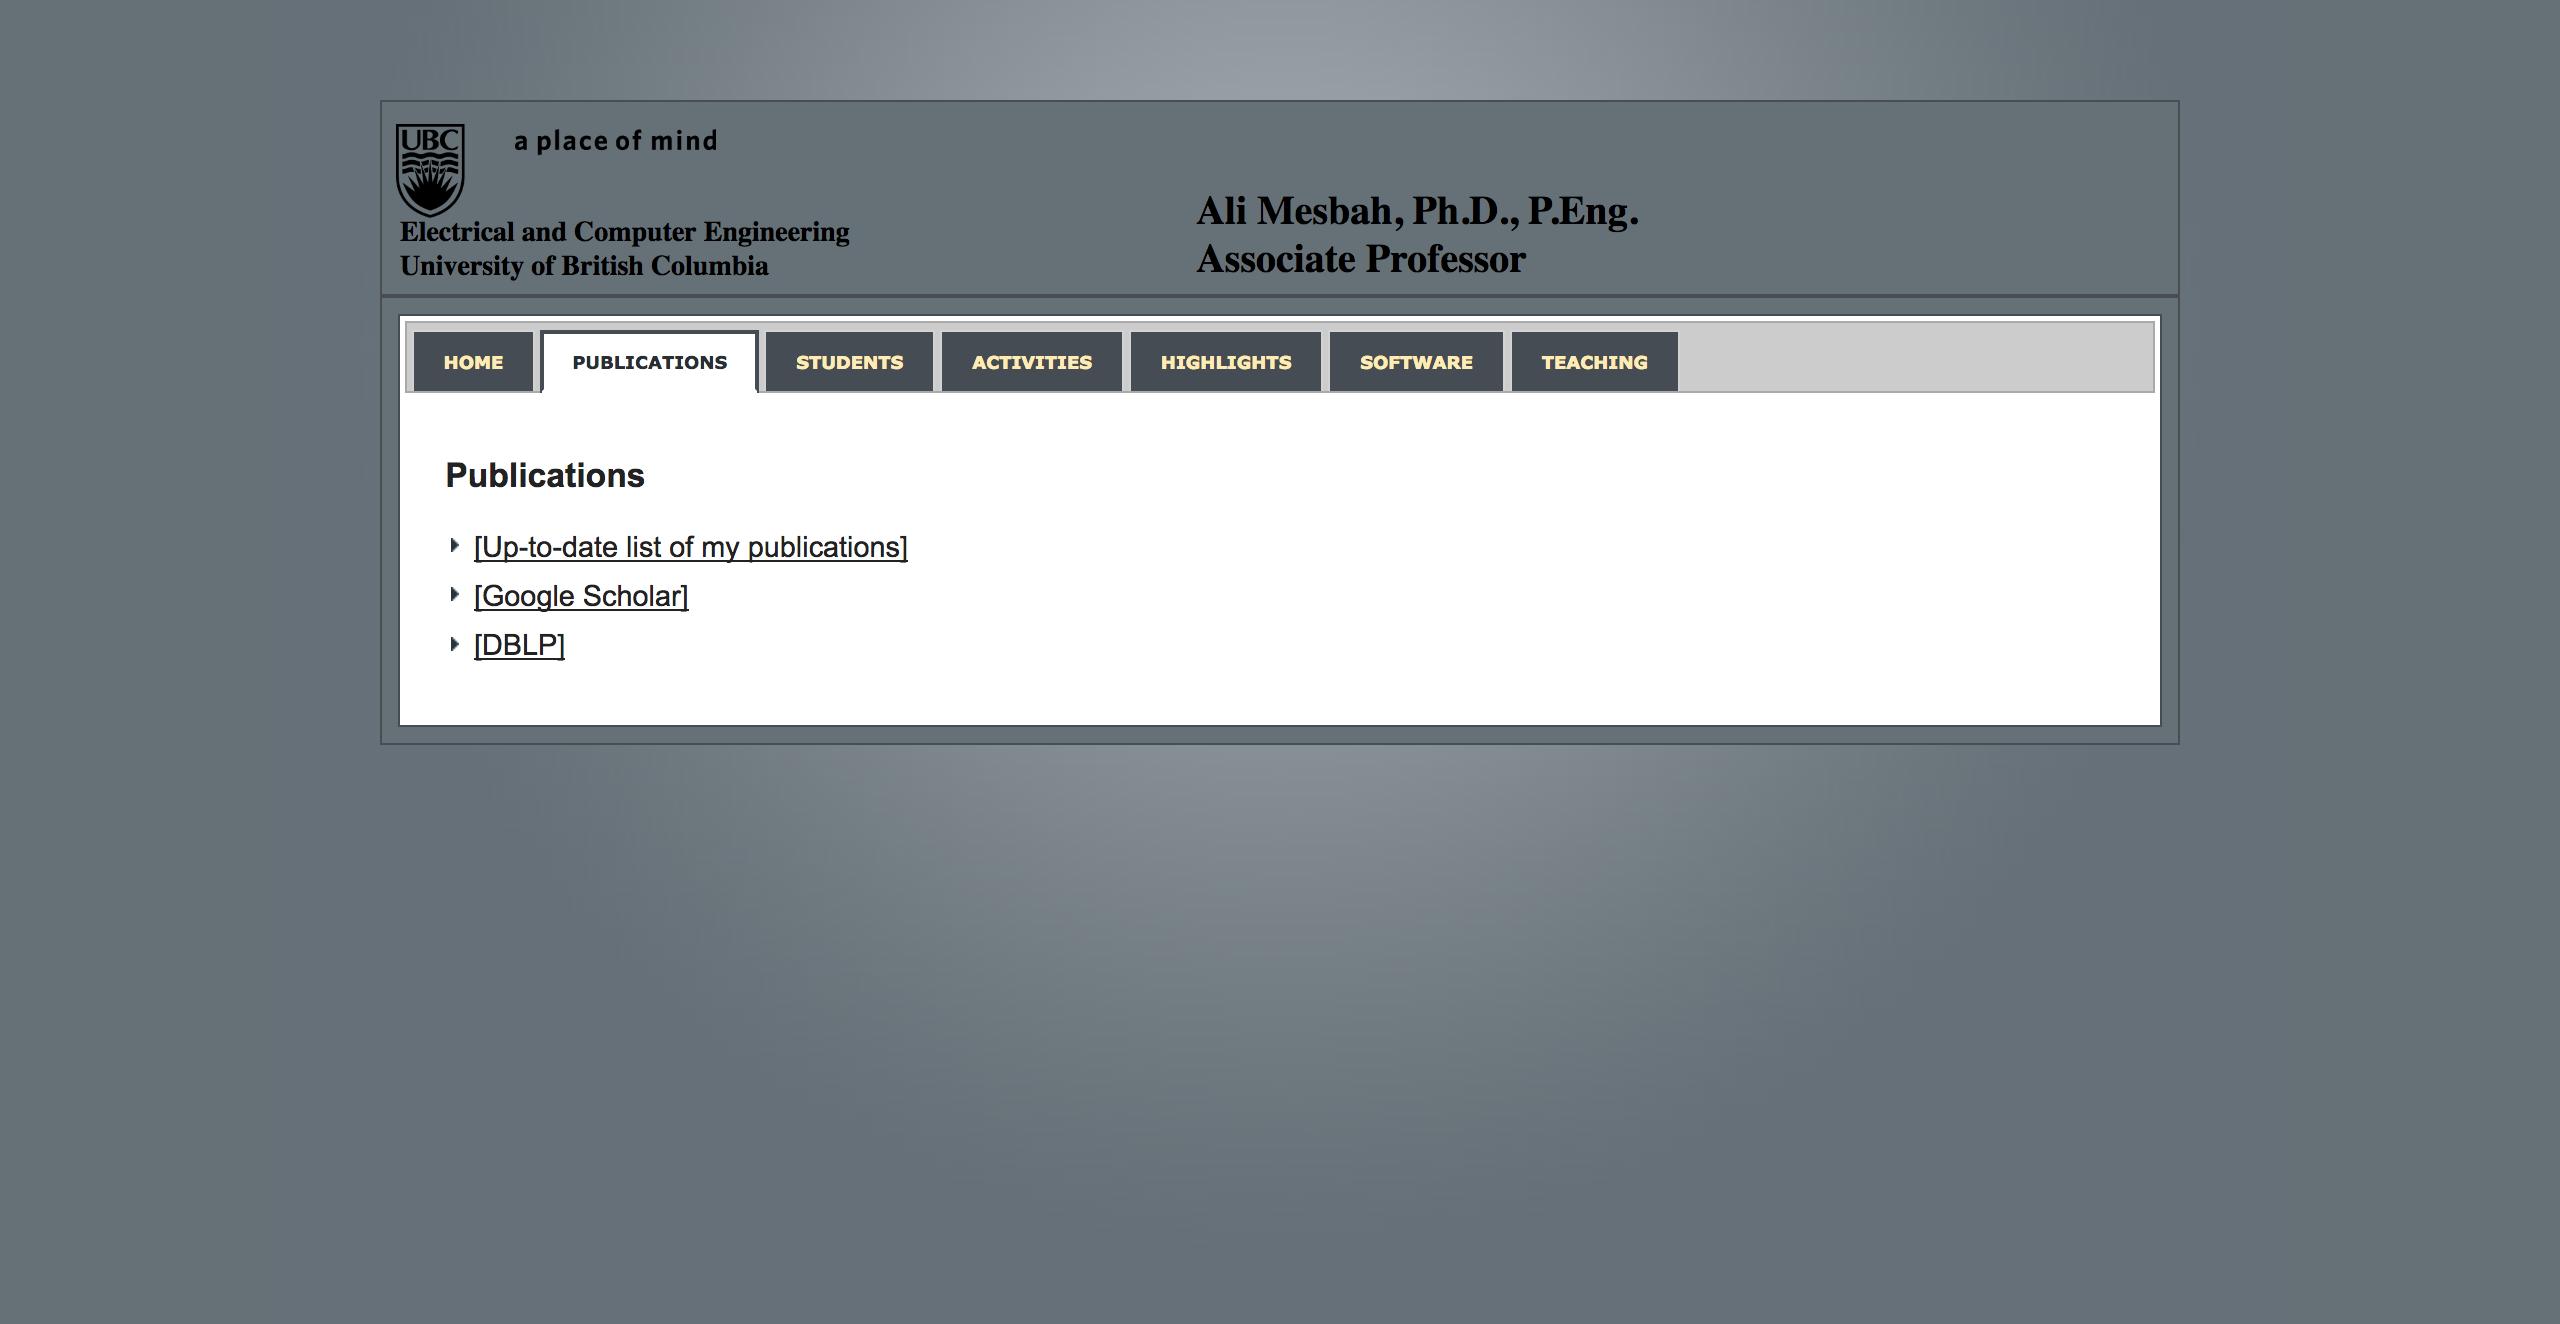 UBC
a place of mind
Electrical and Computer Engineering
University of British Columbia
Ali Mesbah, Ph.D., P.Eng.
Associate Professor
HOME PUBLICATIONS STUDENTS ACTIVITIES HIGHLIGHTS SOFTWARE TEACHING
Publications
[Up-to-date list of my publications]
[Google Scholar]
[DBLP]